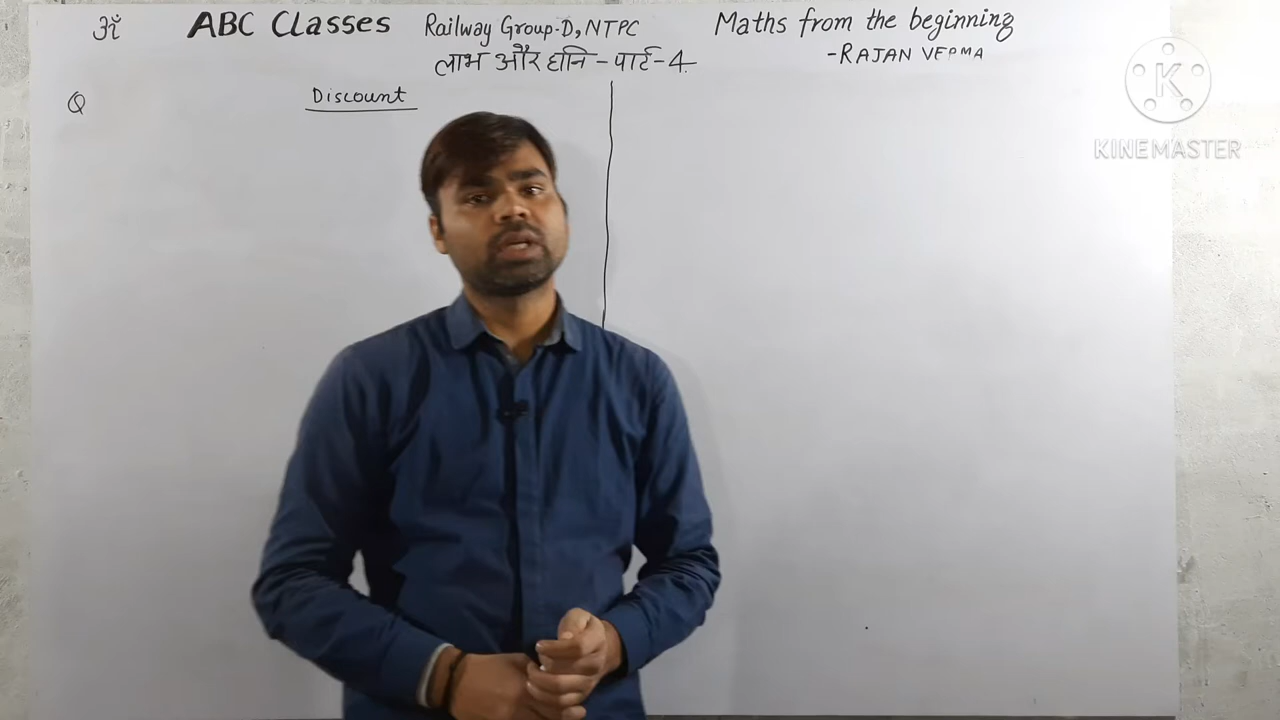 ॐ ABC Classes Railway Group-D, NTPC Maths from the beginning
लाभ और हानि - पार्ट - 4 -RAJAN VERMA
Q Discount
K
KINEMASTER